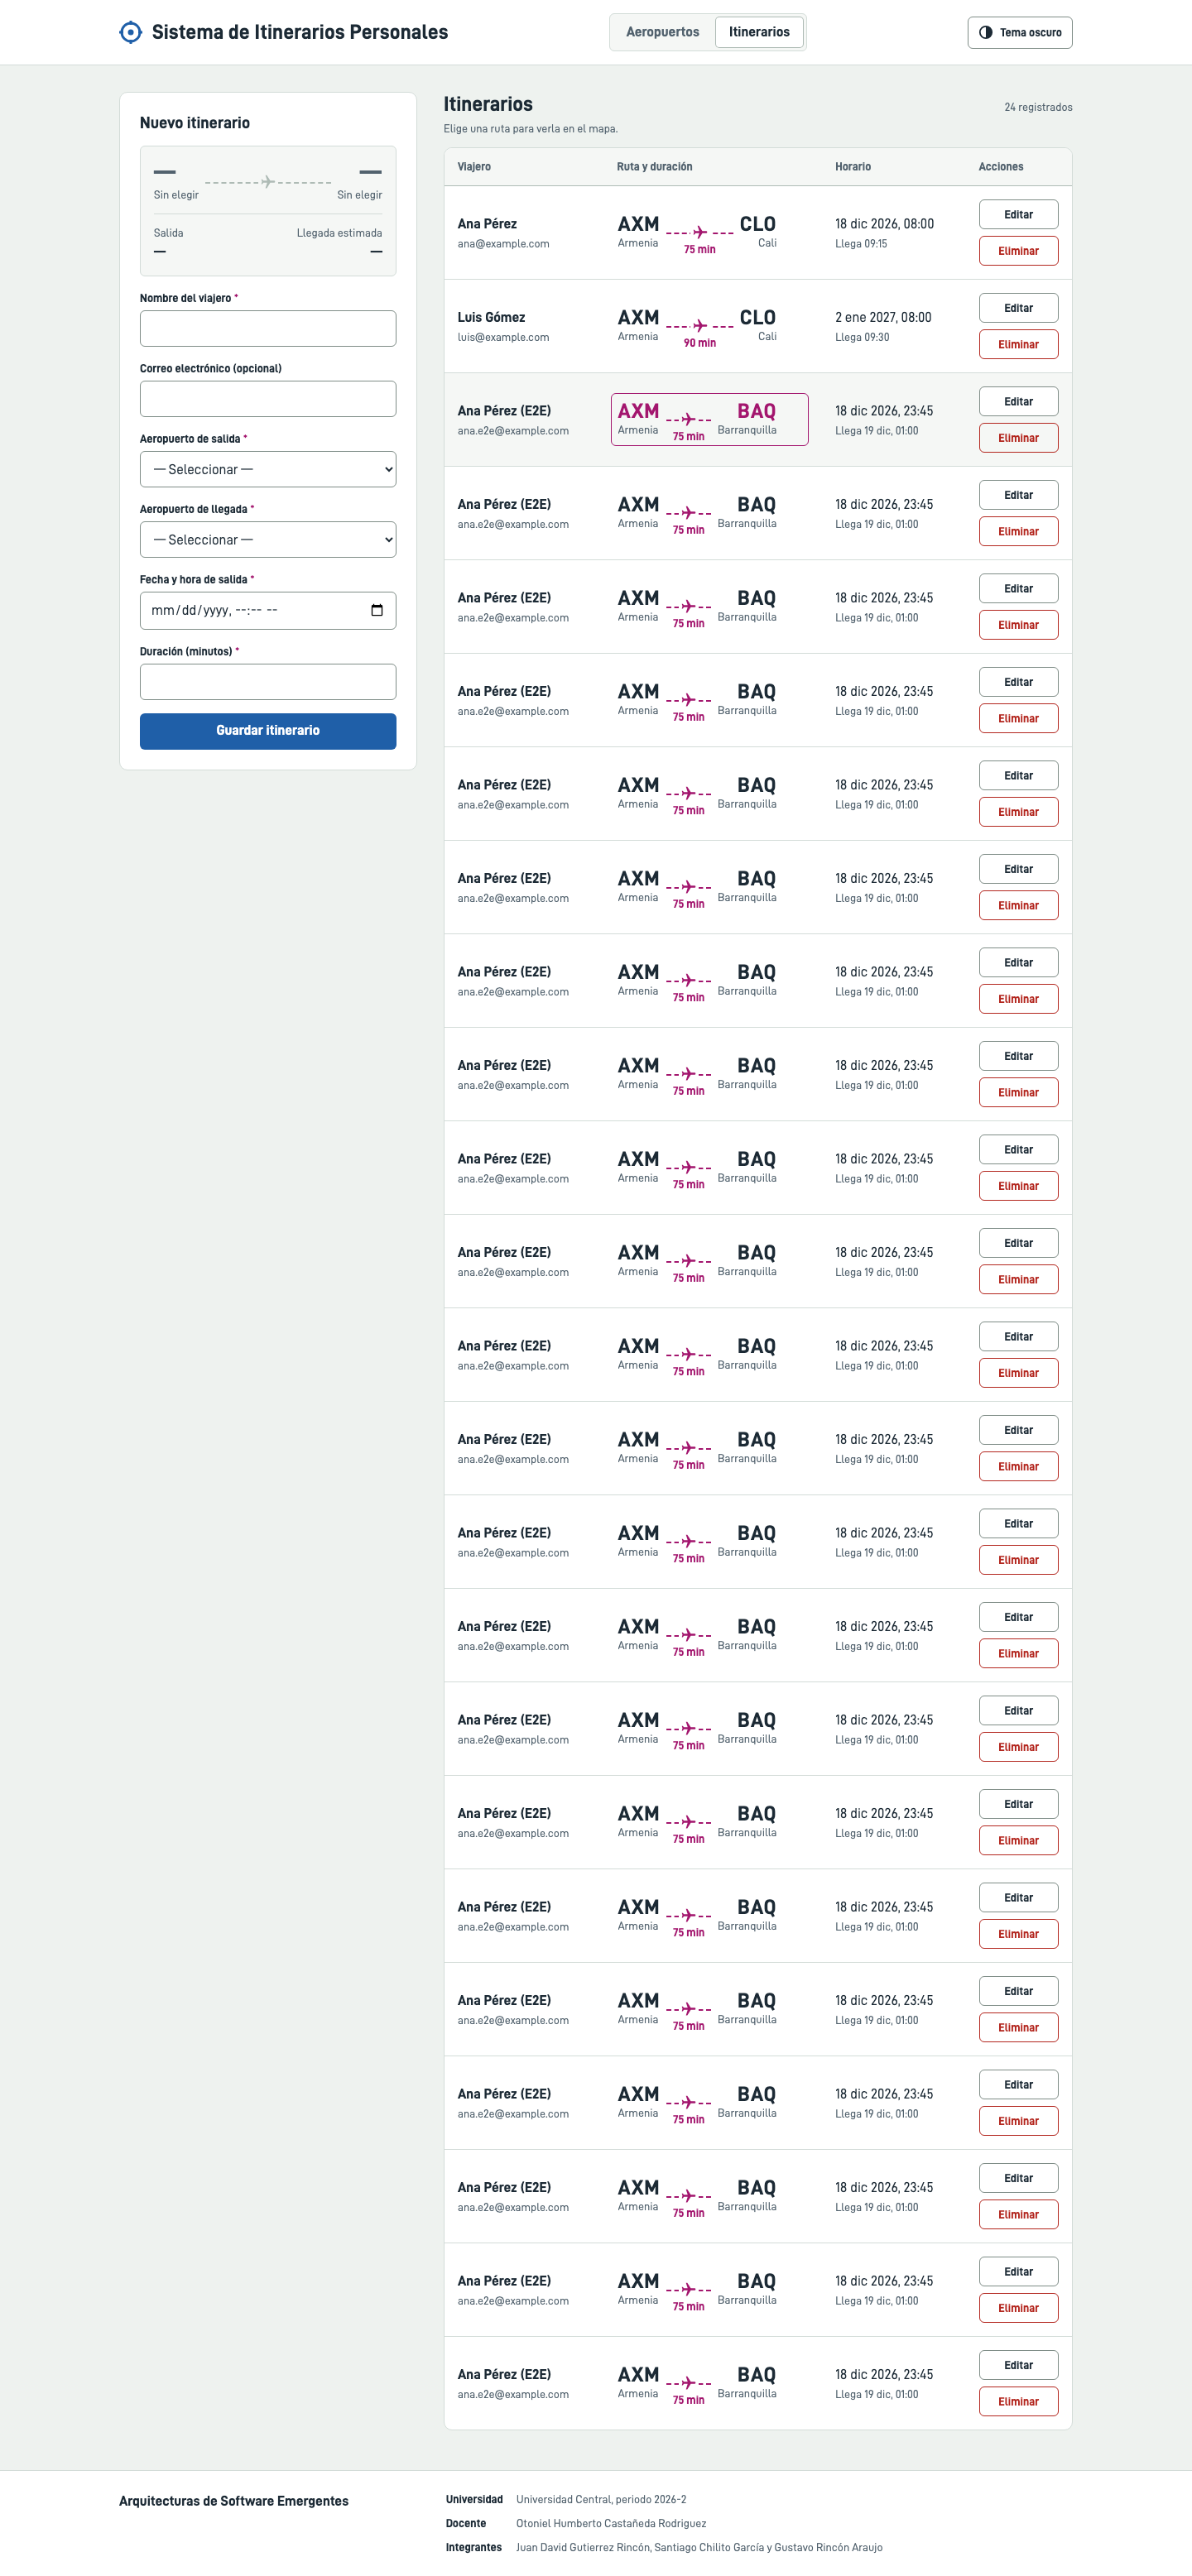 Sistema de Itinerarios Personales
Aeropuertos
Itinerarios
Tema oscuro
Nuevo itinerario
— —
Sin elegir Sin elegir
Salida Llegada estimada
— —
Nombre del viajero *
Correo electrónico (opcional)
Aeropuerto de salida *
— Seleccionar —
Aeropuerto de llegada *
— Seleccionar —
Fecha y hora de salida *
mm/dd/yyyy, --:-- --
Duración (minutos) *
Guardar itinerario
Itinerarios
24 registrados
Elige una ruta para verla en el mapa.
Viajero Ruta y duración Horario Acciones
Ana Pérez AXM CLO 18 dic 2026, 08:00 Editar
ana@example.com Armenia 75 min Cali Llega 09:15 Eliminar
Luis Gómez AXM CLO 2 ene 2027, 08:00 Editar
luis@example.com Armenia 90 min Cali Llega 09:30 Eliminar
Ana Pérez (E2E) AXM BAQ 18 dic 2026, 23:45 Editar
ana.e2e@example.com Armenia 75 min Barranquilla Llega 19 dic, 01:00 Eliminar
Ana Pérez (E2E) AXM BAQ 18 dic 2026, 23:45 Editar
ana.e2e@example.com Armenia 75 min Barranquilla Llega 19 dic, 01:00 Eliminar
Ana Pérez (E2E) AXM BAQ 18 dic 2026, 23:45 Editar
ana.e2e@example.com Armenia 75 min Barranquilla Llega 19 dic, 01:00 Eliminar
Ana Pérez (E2E) AXM BAQ 18 dic 2026, 23:45 Editar
ana.e2e@example.com Armenia 75 min Barranquilla Llega 19 dic, 01:00 Eliminar
Ana Pérez (E2E) AXM BAQ 18 dic 2026, 23:45 Editar
ana.e2e@example.com Armenia 75 min Barranquilla Llega 19 dic, 01:00 Eliminar
Ana Pérez (E2E) AXM BAQ 18 dic 2026, 23:45 Editar
ana.e2e@example.com Armenia 75 min Barranquilla Llega 19 dic, 01:00 Eliminar
Ana Pérez (E2E) AXM BAQ 18 dic 2026, 23:45 Editar
ana.e2e@example.com Armenia 75 min Barranquilla Llega 19 dic, 01:00 Eliminar
Ana Pérez (E2E) AXM BAQ 18 dic 2026, 23:45 Editar
ana.e2e@example.com Armenia 75 min Barranquilla Llega 19 dic, 01:00 Eliminar
Ana Pérez (E2E) AXM BAQ 18 dic 2026, 23:45 Editar
ana.e2e@example.com Armenia 75 min Barranquilla Llega 19 dic, 01:00 Eliminar
Ana Pérez (E2E) AXM BAQ 18 dic 2026, 23:45 Editar
ana.e2e@example.com Armenia 75 min Barranquilla Llega 19 dic, 01:00 Eliminar
Ana Pérez (E2E) AXM BAQ 18 dic 2026, 23:45 Editar
ana.e2e@example.com Armenia 75 min Barranquilla Llega 19 dic, 01:00 Eliminar
Ana Pérez (E2E) AXM BAQ 18 dic 2026, 23:45 Editar
ana.e2e@example.com Armenia 75 min Barranquilla Llega 19 dic, 01:00 Eliminar
Ana Pérez (E2E) AXM BAQ 18 dic 2026, 23:45 Editar
ana.e2e@example.com Armenia 75 min Barranquilla Llega 19 dic, 01:00 Eliminar
Ana Pérez (E2E) AXM BAQ 18 dic 2026, 23:45 Editar
ana.e2e@example.com Armenia 75 min Barranquilla Llega 19 dic, 01:00 Eliminar
Ana Pérez (E2E) AXM BAQ 18 dic 2026, 23:45 Editar
ana.e2e@example.com Armenia 75 min Barranquilla Llega 19 dic, 01:00 Eliminar
Ana Pérez (E2E) AXM BAQ 18 dic 2026, 23:45 Editar
ana.e2e@example.com Armenia 75 min Barranquilla Llega 19 dic, 01:00 Eliminar
Ana Pérez (E2E) AXM BAQ 18 dic 2026, 23:45 Editar
ana.e2e@example.com Armenia 75 min Barranquilla Llega 19 dic, 01:00 Eliminar
Ana Pérez (E2E) AXM BAQ 18 dic 2026, 23:45 Editar
ana.e2e@example.com Armenia 75 min Barranquilla Llega 19 dic, 01:00 Eliminar
Ana Pérez (E2E) AXM BAQ 18 dic 2026, 23:45 Editar
ana.e2e@example.com Armenia 75 min Barranquilla Llega 19 dic, 01:00 Eliminar
Ana Pérez (E2E) AXM BAQ 18 dic 2026, 23:45 Editar
ana.e2e@example.com Armenia 75 min Barranquilla Llega 19 dic, 01:00 Eliminar
Ana Pérez (E2E) AXM BAQ 18 dic 2026, 23:45 Editar
ana.e2e@example.com Armenia 75 min Barranquilla Llega 19 dic, 01:00 Eliminar
Ana Pérez (E2E) AXM BAQ 18 dic 2026, 23:45 Editar
ana.e2e@example.com Armenia 75 min Barranquilla Llega 19 dic, 01:00 Eliminar
Arquitecturas de Software Emergentes
Universidad Universidad Central, periodo 2026-2
Docente Otoniel Humberto Castañeda Rodriguez
Integrantes Juan David Gutierrez Rincón, Santiago Chilito García y Gustavo Rincón Araujo